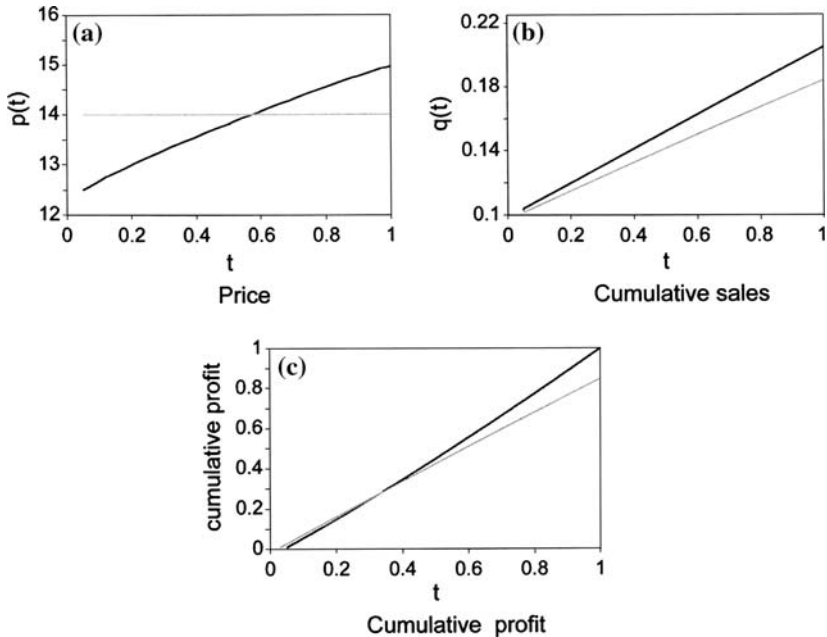 (a)
p(t)
16
15
14
13
12
0 0.2 0.4 0.6 0.8 1
t
Price
(b)
q(t)
0.22
0.18
0.14
0.1
0 0.2 0.4 0.6 0.8 1
t
Cumulative sales
(c)
cumulative profit
1
0.8
0.6
0.4
0.2
0
0 0.2 0.4 0.6 0.8 1
t
Cumulative profit